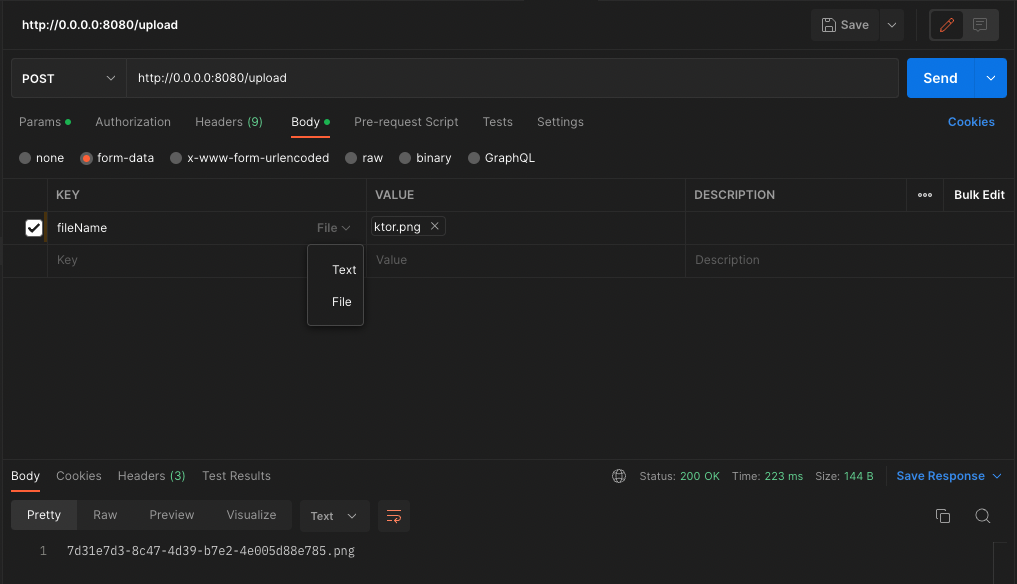 http://0.0.0.0:8080/upload
Save
POST http://0.0.0.0:8080/upload Send
Params Authorization Headers (9) Body Pre-request Script Tests Settings Cookies
none form-data x-www-form-urlencoded raw binary GraphQL
KEY VALUE DESCRIPTION ••• Bulk Edit
fileName File ktor.png
Key Value Description
Text
File
Body Cookies Headers (3) Test Results Status: 200 OK Time: 223 ms Size: 144 B Save Response
Pretty Raw Preview Visualize Text
1 7d31e7d3-8c47-4d39-b7e2-4e005d88e785.png